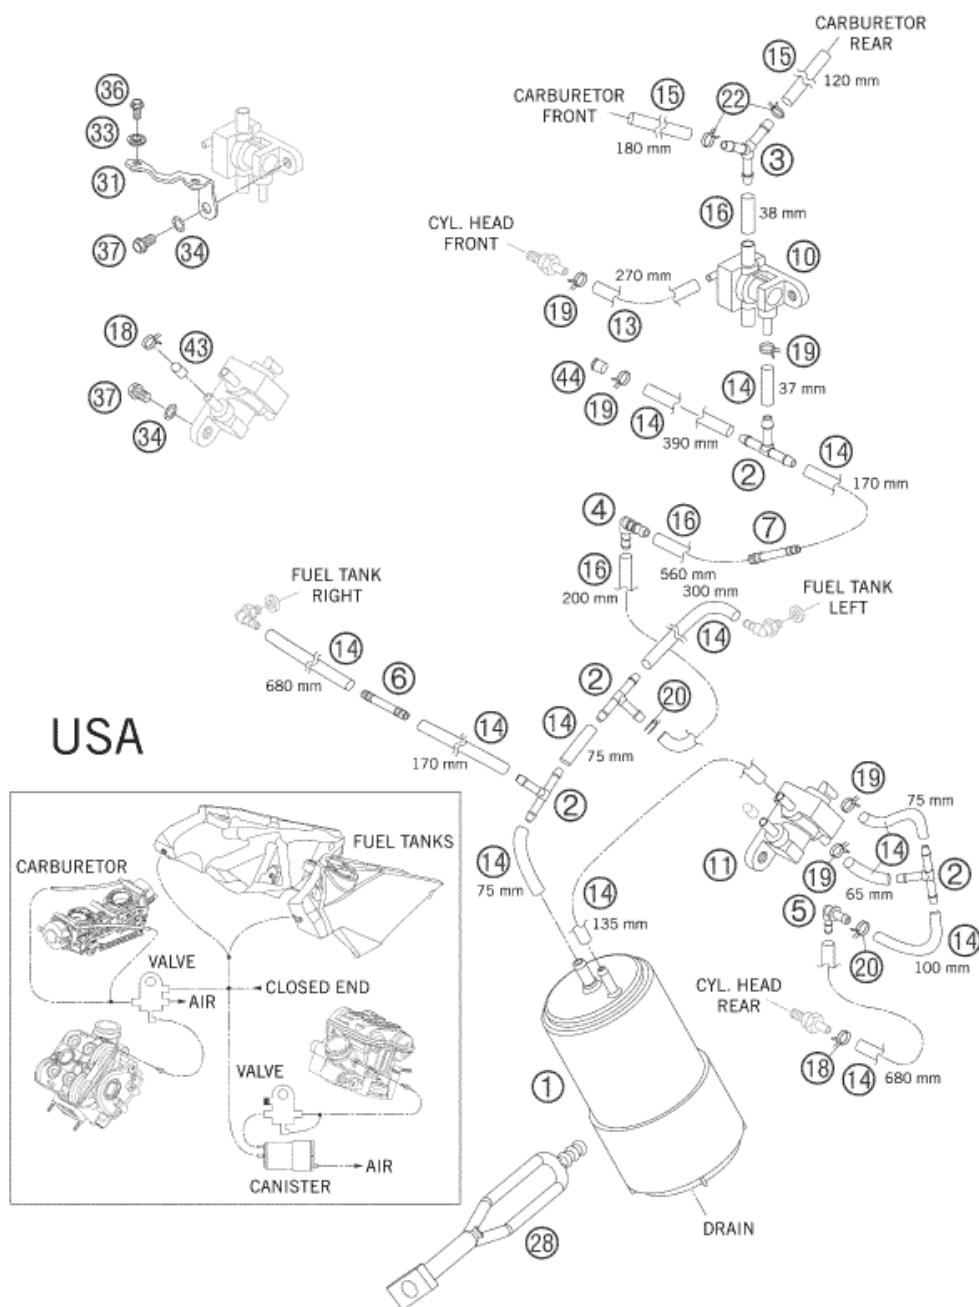 CARBURETOR
REAR
15
120 mm
36
15
22
CARBURETOR
FRONT
33
180 mm
3
31
16
38 mm
CYL. HEAD
FRONT
37
34
10
270 mm
19
13
18
43
19
44
14
37 mm
37
19
14
34
390 mm
2
14
170 mm
4
16
7
560 mm
FUEL TANK
RIGHT
16
200 mm
300 mm
FUEL TANK
LEFT
14
14
680 mm
6
2
20
USA
14
14
75 mm
170 mm
2
19
75 mm
FUEL TANKS
CARBURETOR
14
75 mm
11
14
19
65 mm
2
14
135 mm
5
14
100 mm
20
VALVE
CLOSED END
AIR
CYL. HEAD
REAR
VALVE
1
18
14
680 mm
AIR
CANISTER
DRAIN
28